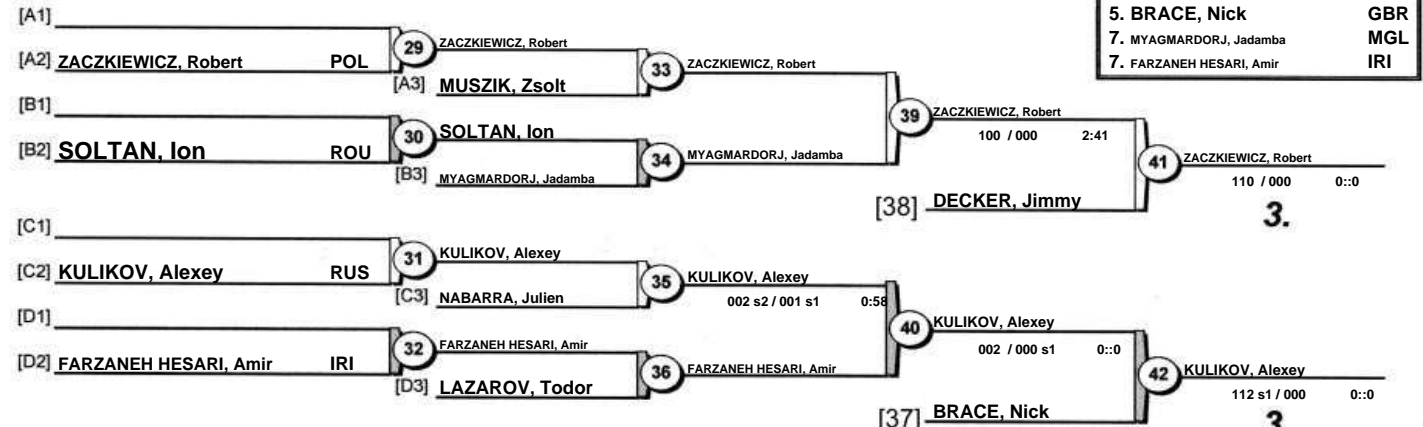 5. BRACE, Nick GBR
7. MYAGMARDORJ, Jadamba MGL
7. FARZANEH HESARI, Amir IRI
[A1]
[A2] ZACZKIEWICZ, Robert POL
29
ZACZKIEWICZ, Robert
[A3] MUSZIK, Zsolt
33
ZACZKIEWICZ, Robert
[B1]
[B2] SOLTAN, Ion ROU
30
SOLTAN, Ion
[B3] MYAGMARDORJ, Jadamba
34
MYAGMARDORJ, Jadamba
39
ZACZKIEWICZ, Robert
100 / 000 2:41
[38] DECKER, Jimmy
41
ZACZKIEWICZ, Robert
110 / 000 0::0
3.
[C1]
[C2] KULIKOV, Alexey RUS
31
KULIKOV, Alexey
[C3] NABARRA, Julien
35
KULIKOV, Alexey
002 s2 / 001 s1 0:58
[D1]
[D2] FARZANEH HESARI, Amir IRI
32
FARZANEH HESARI, Amir
[D3] LAZAROV, Todor
36
FARZANEH HESARI, Amir
40
KULIKOV, Alexey
002 / 000 s1 0::0
[37] BRACE, Nick
42
KULIKOV, Alexey
112 s1 / 000 0::0
3.